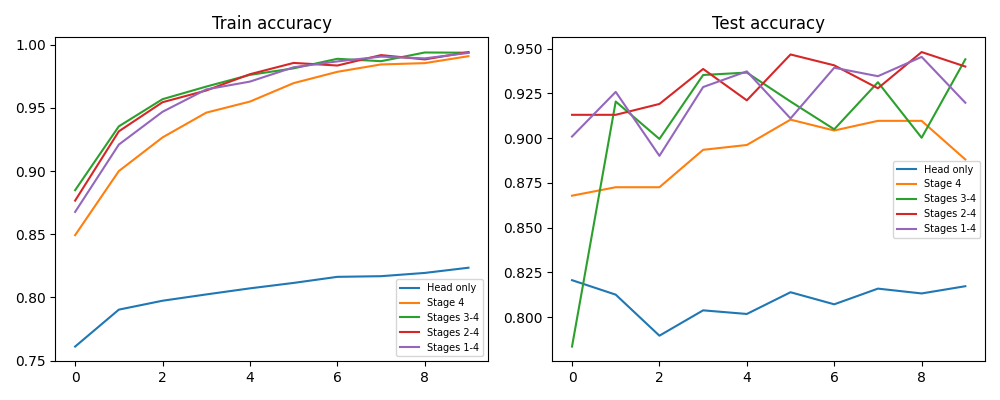 Train accuracy
1.00
0.95
0.90
0.85
0.80
0.75
0 2 4 6 8
Head only
Stage 4
Stages 3-4
Stages 2-4
Stages 1-4
Test accuracy
0.950
0.925
0.900
0.875
0.850
0.825
0.800
0 2 4 6 8
Head only
Stage 4
Stages 3-4
Stages 2-4
Stages 1-4